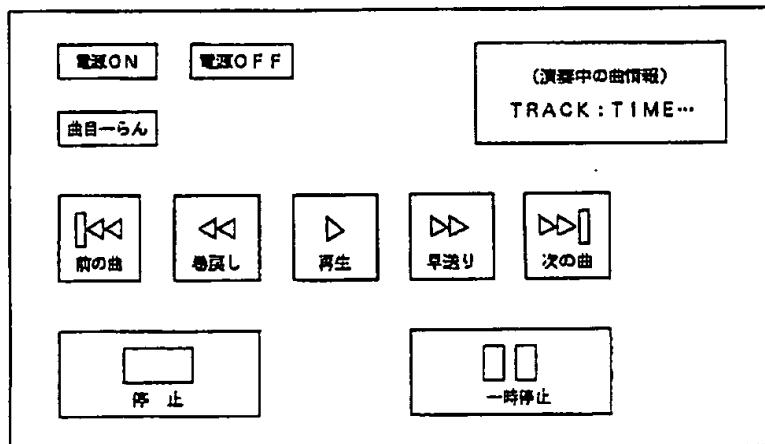 電源ON
電源OFF
(演奏中の曲情報)
TRACK:TIME…
曲目一らん
前の曲
巻戻し
再生
早送り
次の曲
停 止
一時停止